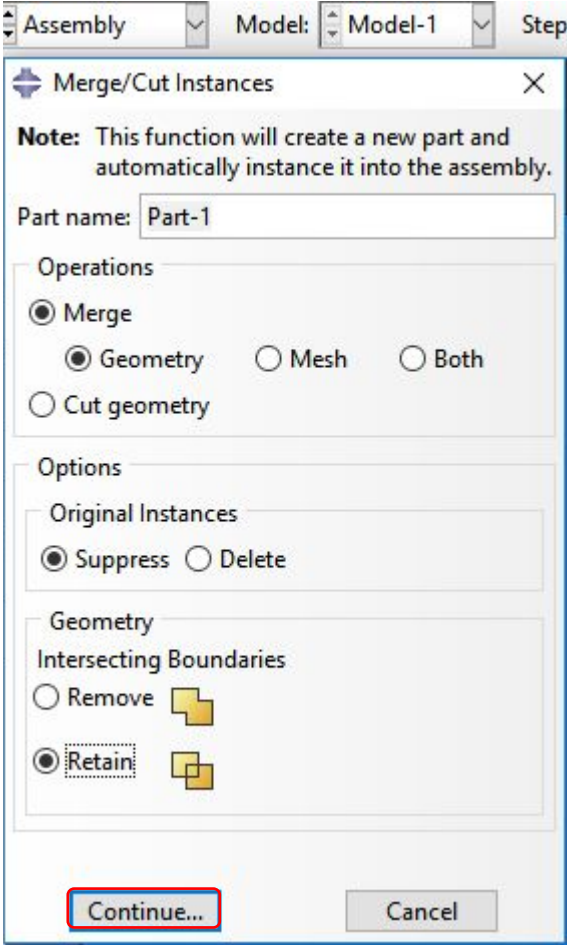 Assembly Model: Model-1 Step
Merge/Cut Instances
Note: This function will create a new part and
automatically instance it into the assembly.
Part name: Part-1
Operations
Merge
Geometry Mesh Both
Cut geometry
Options
Original Instances
Suppress Delete
Geometry
Intersecting Boundaries
Remove
Retain
Continue... Cancel